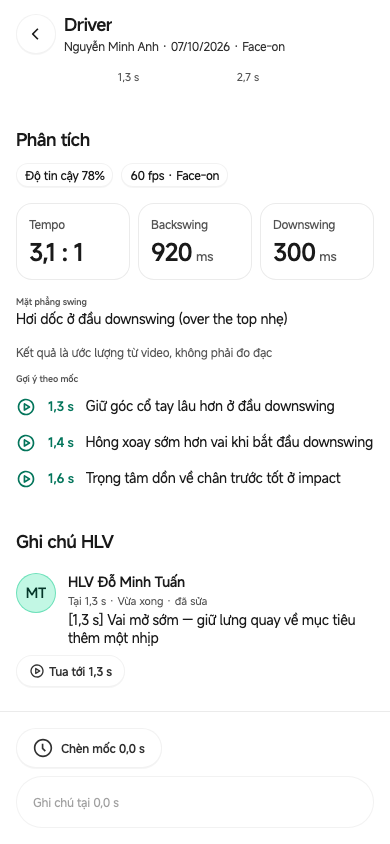 Driver
Nguyễn Minh Anh · 07/10/2026 · Face-on
1,3 s
2,7 s
Phân tích
Độ tin cậy 78%
60 fps · Face-on
Tempo
3,1 : 1
Backswing
920 ms
Downswing
300 ms
Mặt phẳng swing
Hơi dốc ở đầu downswing (over the top nhẹ)
Kết quả là ước lượng từ video, không phải đo đạc
Gợi ý theo mốc
1,3 s Giữ góc cổ tay lâu hơn ở đầu downswing
1,4 s Hông xoay sớm hơn vai khi bắt đầu downswing
1,6 s Trọng tâm dồn về chân trước tốt ở impact
Ghi chú HLV
MT
HLV Đỗ Minh Tuấn
Tại 1,3 s · Vừa xong · đã sửa
[1,3 s] Vai mở sớm — giữ lưng quay về mục tiêu
thêm một nhịp
Tua tới 1,3 s
Chèn mốc 0,0 s
Ghi chú tại 0,0 s